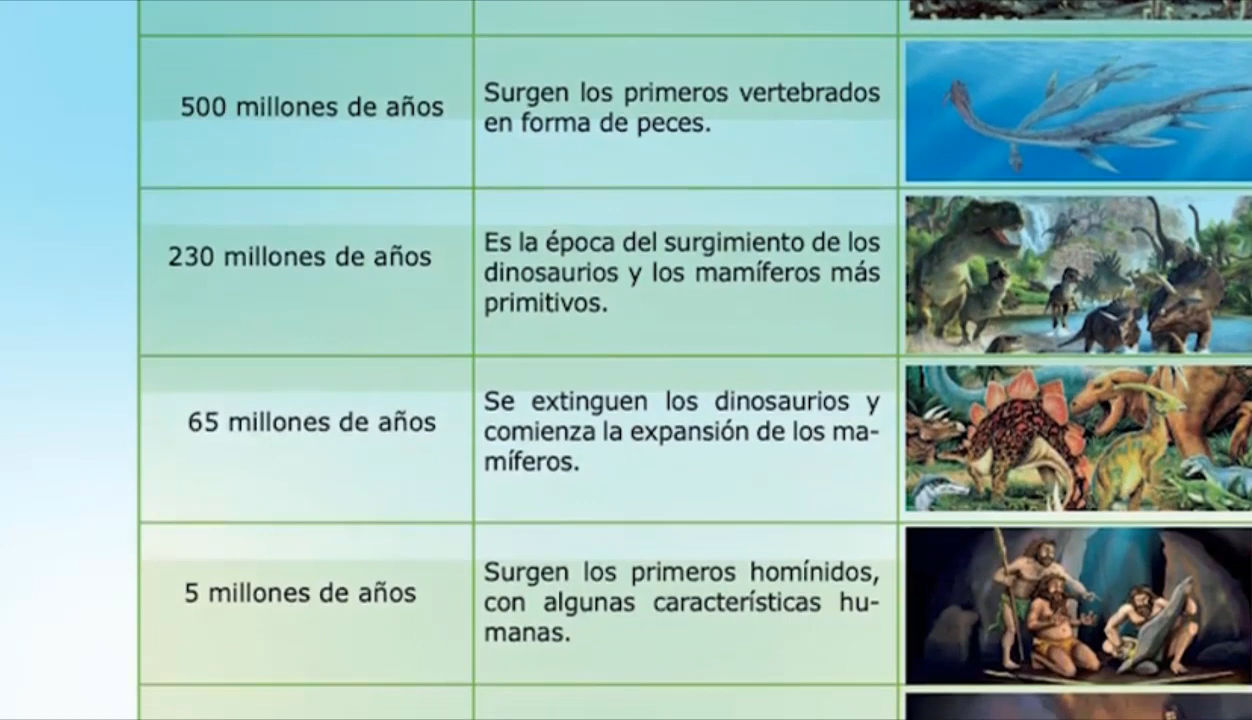 500 millones de años
Surgen los primeros vertebrados
en forma de peces.
230 millones de años
Es la época del surgimiento de los
dinosaurios y los mamíferos más
primitivos.
65 millones de años
Se extinguen los dinosaurios y
comienza la expansión de los ma-
míferos.
5 millones de años
Surgen los primeros homínidos,
con algunas características hu-
manas.